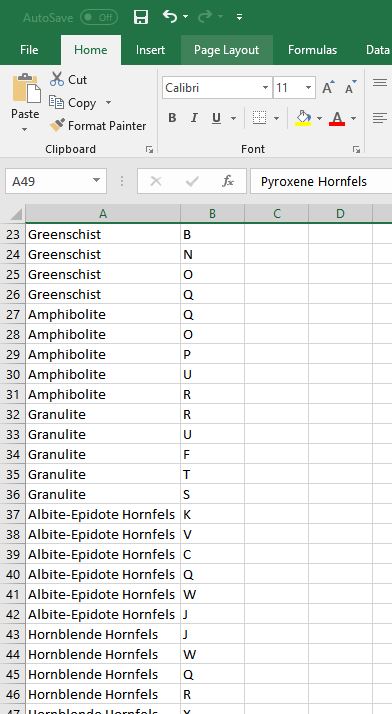 AutoSave Off
File Home Insert Page Layout Formulas Data
Paste Cut
Copy
Format Painter
Clipboard
Calibri 11 A A
B I U A
Font
A49 fx Pyroxene Hornfels
A B C D
23 Greenschist B
24 Greenschist N
25 Greenschist O
26 Greenschist Q
27 Amphibolite Q
28 Amphibolite O
29 Amphibolite P
30 Amphibolite U
31 Amphibolite R
32 Granulite R
33 Granulite U
34 Granulite F
35 Granulite T
36 Granulite S
37 Albite-Epidote Hornfels K
38 Albite-Epidote Hornfels V
39 Albite-Epidote Hornfels C
40 Albite-Epidote Hornfels Q
41 Albite-Epidote Hornfels W
42 Albite-Epidote Hornfels J
43 Hornblende Hornfels J
44 Hornblende Hornfels W
45 Hornblende Hornfels Q
46 Hornblende Hornfels R